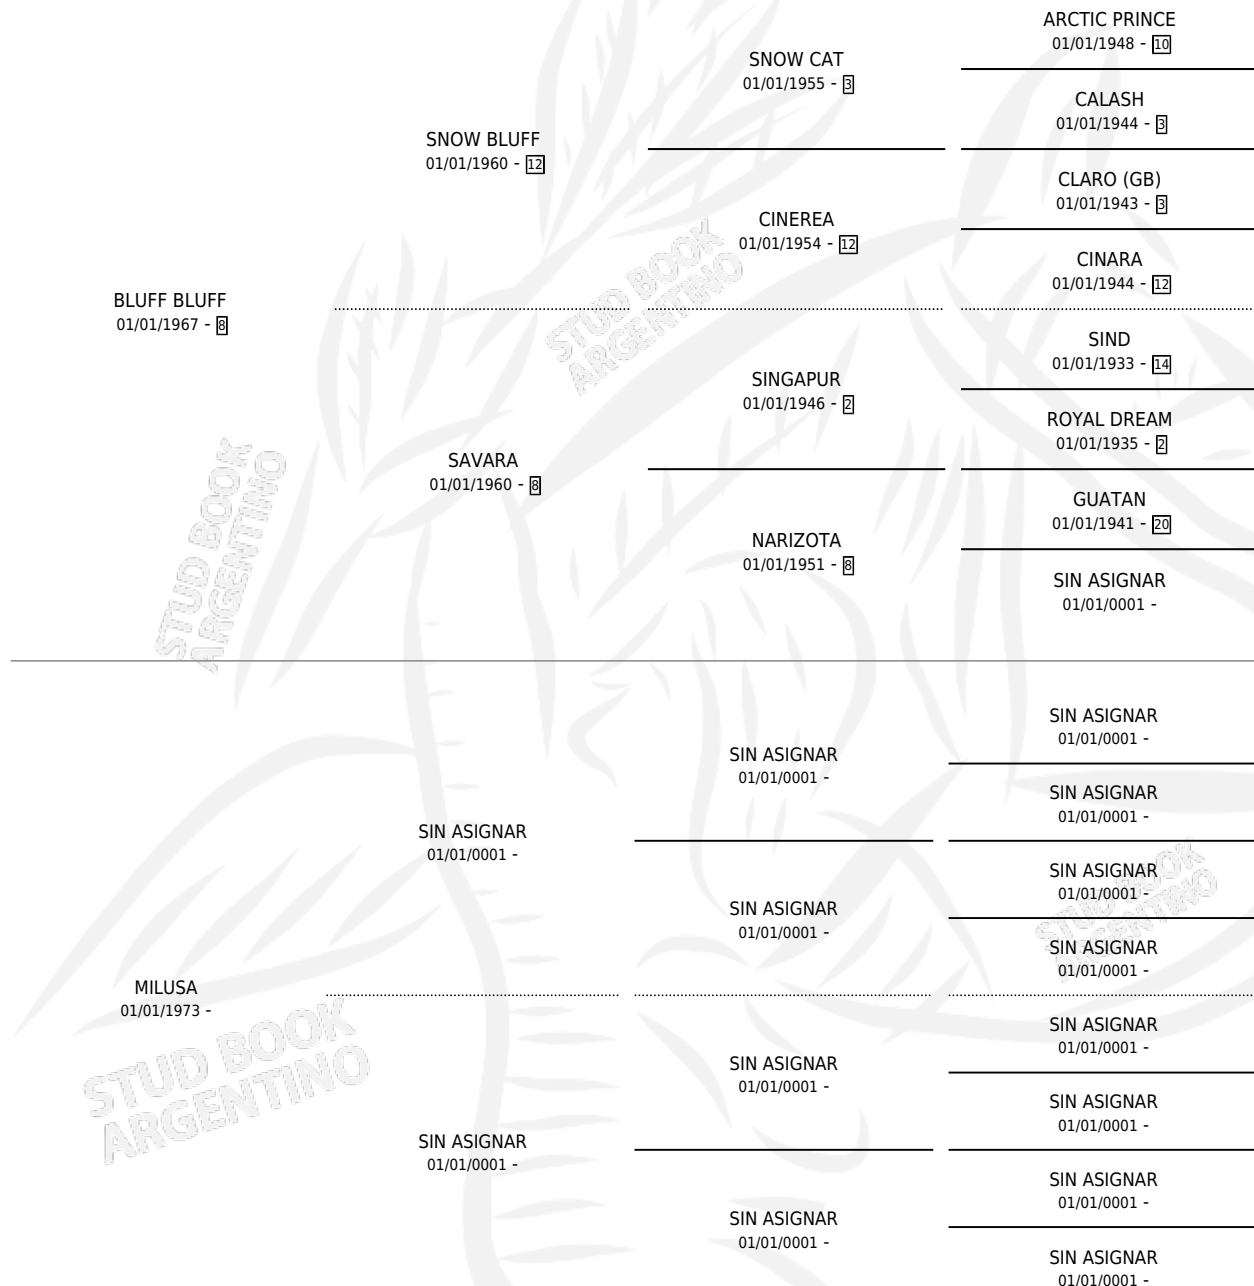 ARCTIC PRINCE
01/01/1948 - 10
SNOW CAT
01/01/1955 - 3
CALASH
01/01/1944 - 3
SNOW BLUFF
01/01/1960 - 12
CLARO (GB)
01/01/1943 - 3
CINEREA
01/01/1954 - 12
CINARA
01/01/1944 - 12
BLUFF BLUFF
01/01/1967 - 8
SIND
01/01/1933 - 14
SINGAPUR
01/01/1946 - 2
ROYAL DREAM
01/01/1935 - 2
SAVARA
01/01/1960 - 8
GUATAN
01/01/1941 - 20
NARIZOTA
01/01/1951 - 8
SIN ASIGNAR
01/01/0001 -
STUD BOOK
ARGENTINO
STUD BOOK
ARGENTINO
SIN ASIGNAR
01/01/0001 -
SIN ASIGNAR
01/01/0001 -
SIN ASIGNAR
01/01/0001 -
SIN ASIGNAR
01/01/0001 -
SIN ASIGNAR
01/01/0001 -
SIN ASIGNAR
01/01/0001 -
SIN ASIGNAR
01/01/0001 -
STUD BOOK
ARGENTINO
MILUSA
01/01/1973 -
SIN ASIGNAR
01/01/0001 -
SIN ASIGNAR
01/01/0001 -
SIN ASIGNAR
01/01/0001 -
SIN ASIGNAR
01/01/0001 -
SIN ASIGNAR
01/01/0001 -
SIN ASIGNAR
01/01/0001 -
SIN ASIGNAR
01/01/0001 -
STUD BOOK
ARGENTINO